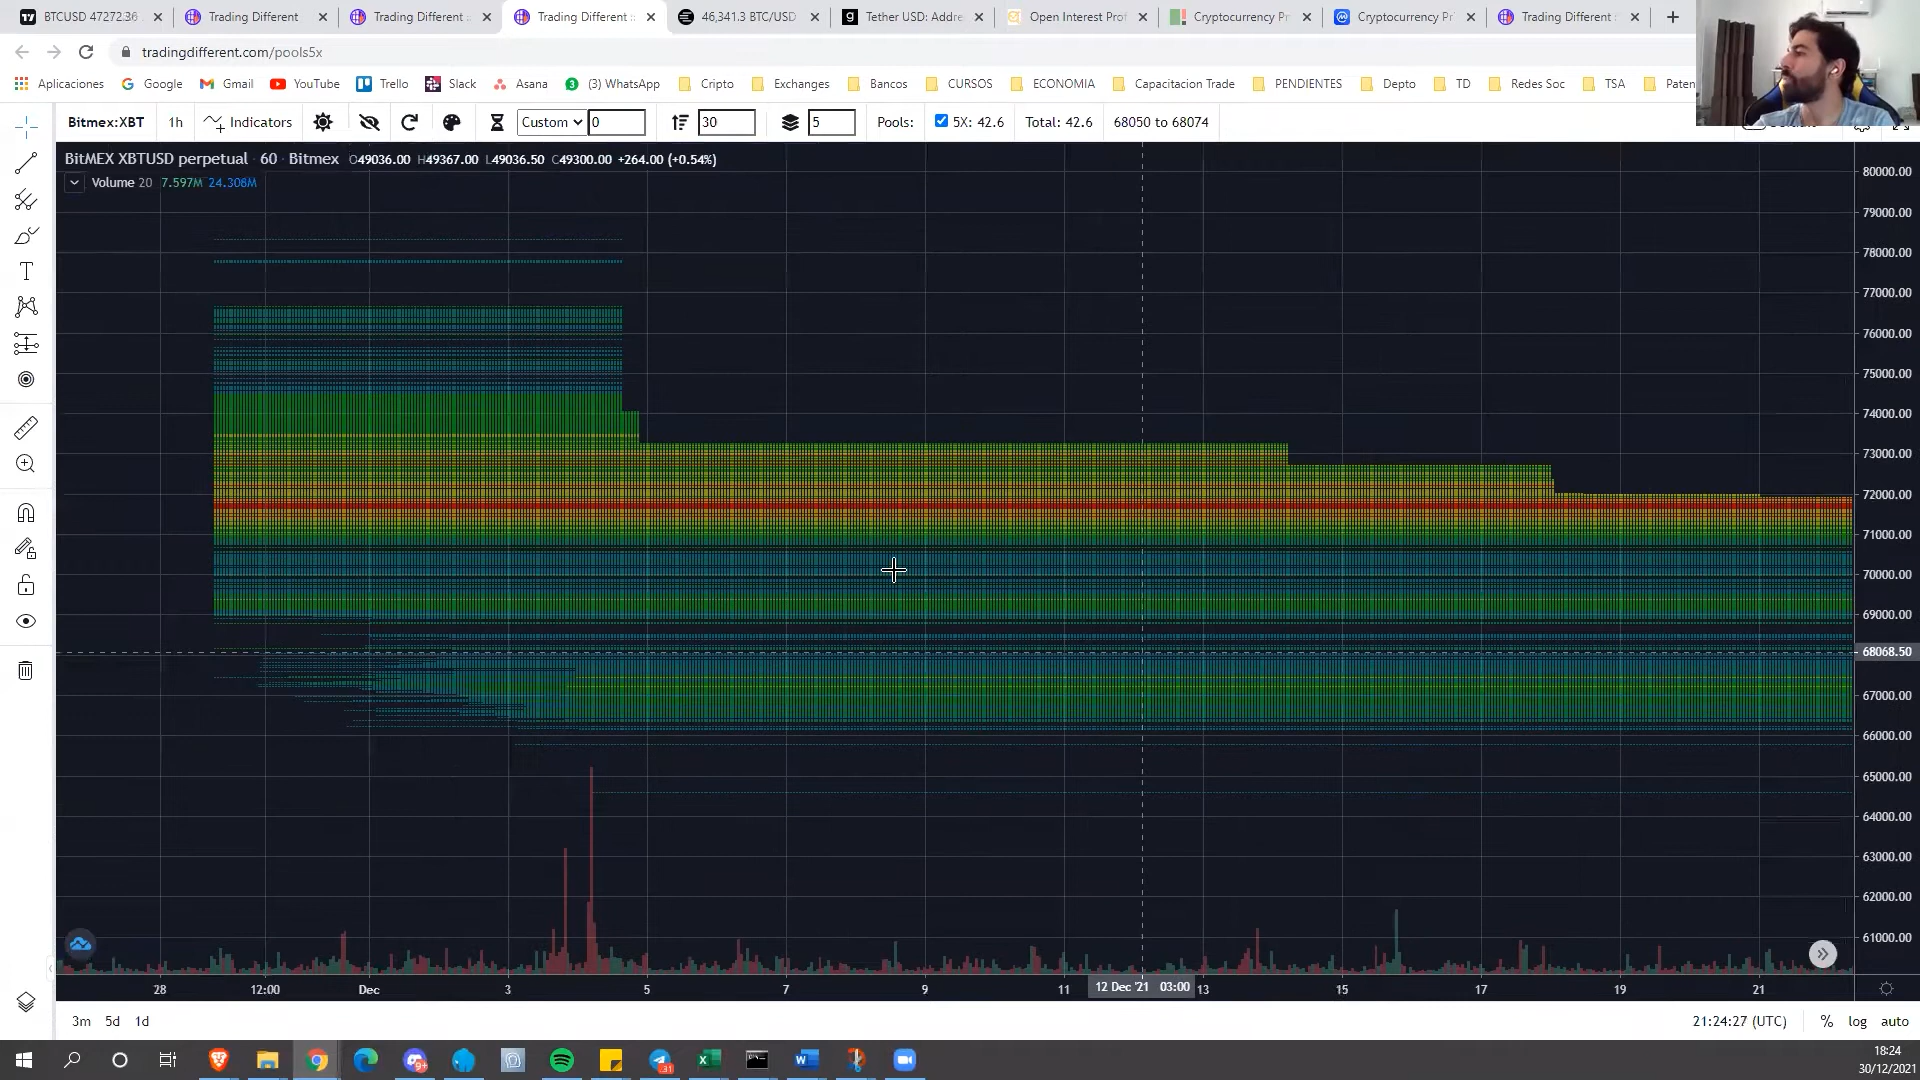 BTCUSD 47272.36
Trading Different
Trading Different :
Trading Different ::
46,341.3 BTC/USD
Tether USD: Addre
Open Interest Prof
Cryptocurrency Pr
Cryptocurrency Pr
Trading Different :
tradingdifferent.com/pools5x
Aplicaciones Google Gmail YouTube Trello Slack Asana (3) WhatsApp Cripto Exchanges Bancos CURSOS ECONOMIA Capacitacion Trade PENDIENTES Depto TD Redes Soc TSA Paten
Bitmex:XBT 1h Indicators Custom 0 30 5 Pools: 5X: 42.6 Total: 42.6 68050 to 68074
BitMEX XBTUSD perpetual · 60 · Bitmex O49036.00 H49367.00 L49036.50 C49300.00 +264.00 (+0.54%)
Volume 20 7.597M 24.308M
80000.00
79000.00
78000.00
77000.00
76000.00
75000.00
74000.00
73000.00
72000.00
71000.00
70000.00
69000.00
68068.50
67000.00
66000.00
65000.00
64000.00
63000.00
62000.00
61000.00
28 12:00 Dec 3 5 7 9 11 12 Dec '21 03:00 13 15 17 19 21
3m 5d 1d 21:24:27 (UTC) % log auto
18:24
30/12/2021